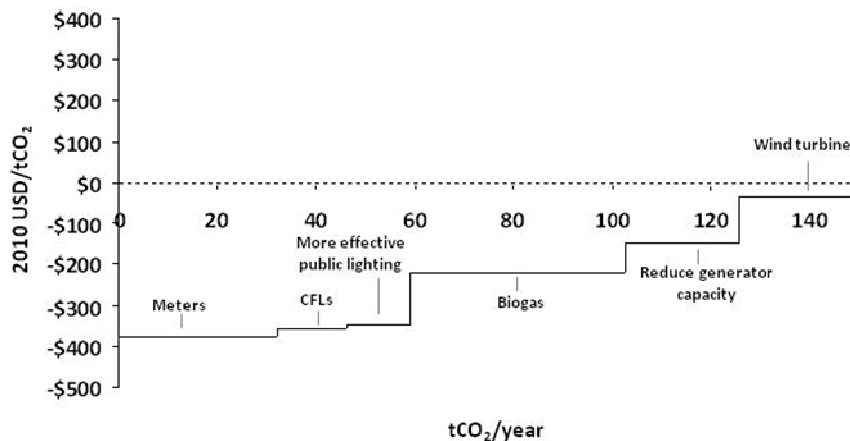 $400
$300
$200
$100
$0
-$100
-$200
-$300
-$400
-$500
2010 USD/tCO₂
0 20 40 60 80 100 120 140
Wind turbine
More effective
public lighting
Meters
CFLs
Biogas
Reduce generator
capacity
tCO₂/year